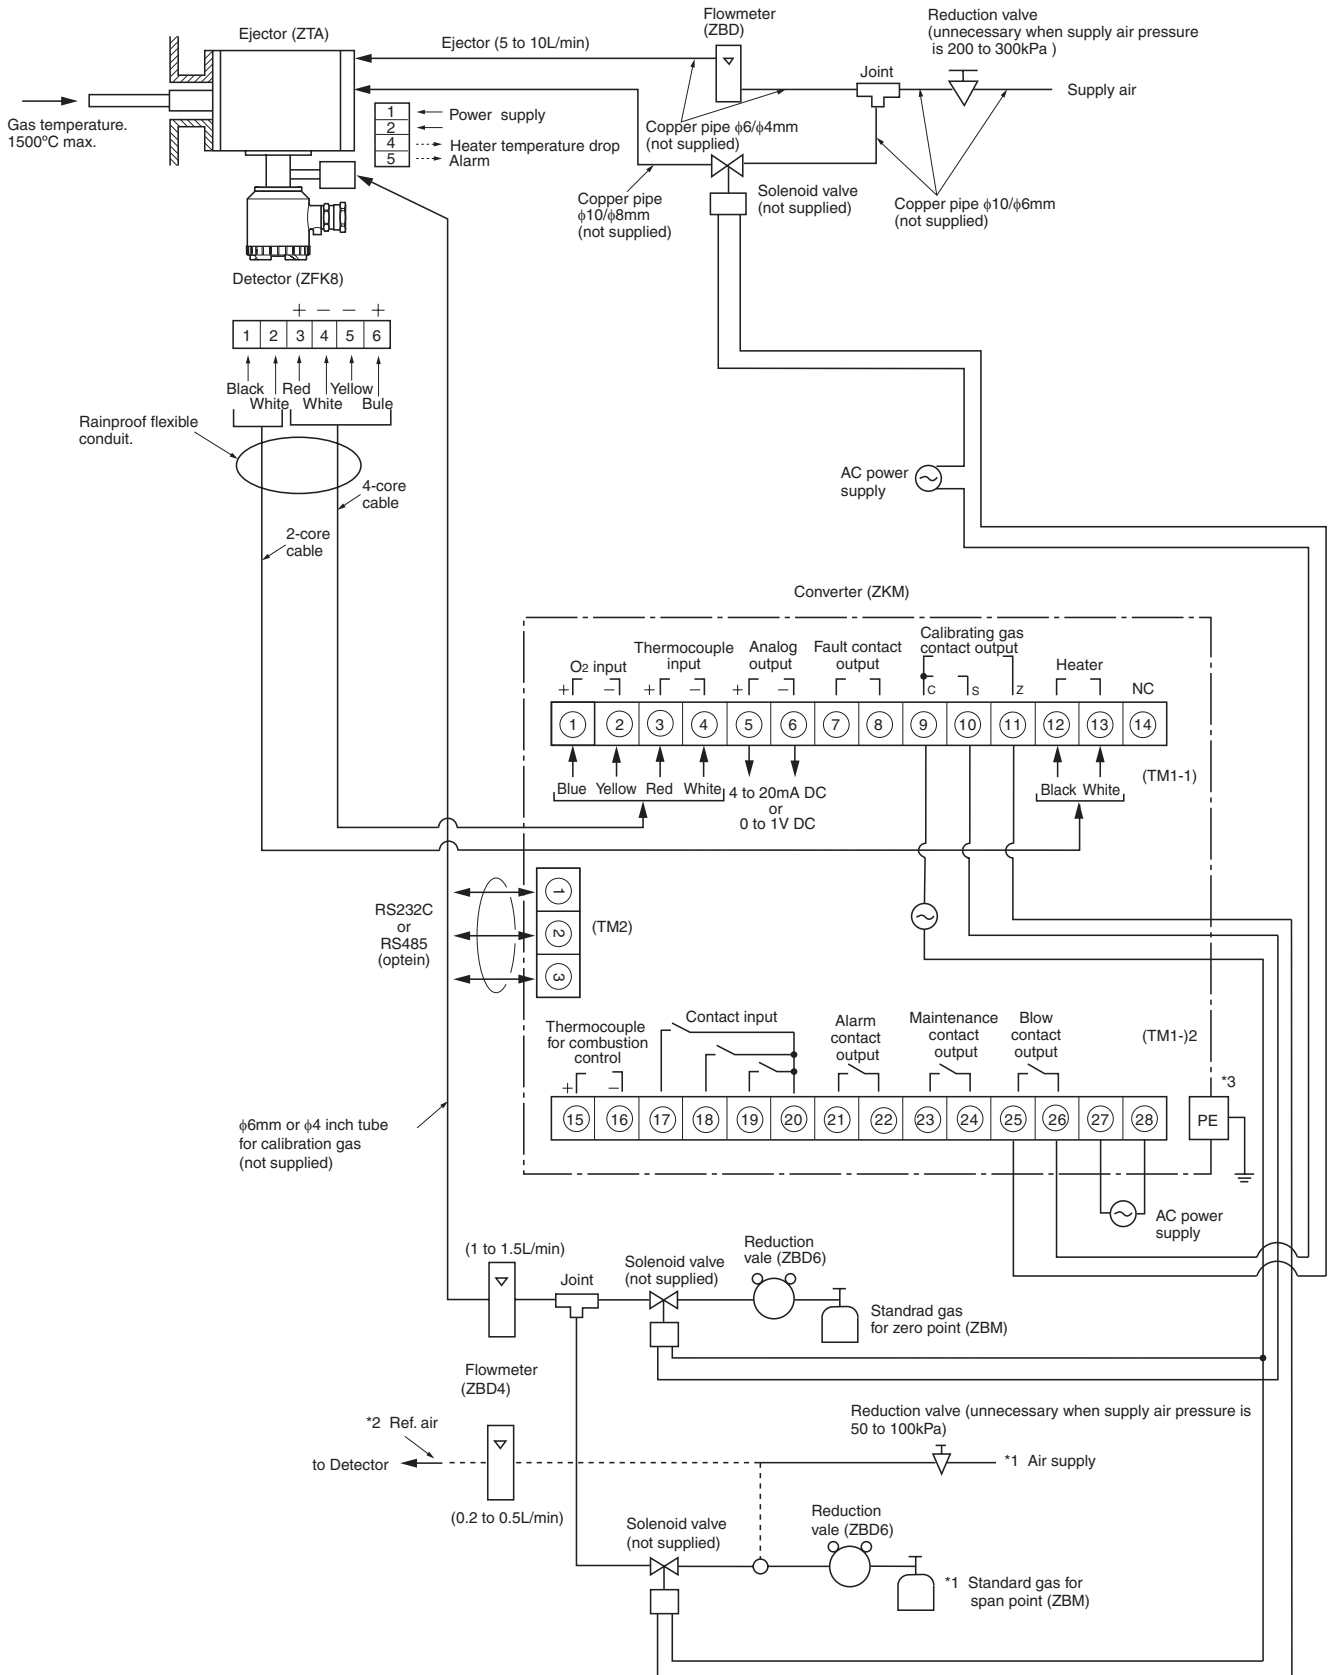 Ejector (ZTA)
Gas temperature.
1500°C max.
Ejector (5 to 10L/min)
Flowmeter
(ZBD)
Reduction valve
(unnecessary when supply air pressure
is 200 to 300kPa )
Joint
Supply air
1
2
4
5
Power supply
Heater temperature drop
Alarm
Copper pipe ϕ6/ϕ4mm
(not supplied)
Copper pipe
ϕ10/ϕ8mm
(not supplied)
Solenoid valve
(not supplied)
Copper pipe ϕ10/ϕ6mm
(not supplied)
Detector (ZFK8)
+ − − +
1 2 3 4 5 6
Black Red Yellow
White White Bule
Rainproof flexible
conduit.
4-core
cable
2-core
cable
AC power
supply
Converter (ZKM)
O2 input
Thermocouple
input
Analog
output
Fault contact
output
Calibrating gas
contact output
Heater
NC
+ − + − + − C S Z
1 2 3 4 5 6 7 8 9 10 11 12 13 14
(TM1-1)
Blue Yellow Red White
4 to 20mA DC
or
0 to 1V DC
Black White
RS232C
or
RS485
(optein)
1
2
3
(TM2)
Thermocouple
for combustion
control
+ −
Contact input
Alarm
contact
output
Maintenance
contact
output
Blow
contact
output
(TM1-)2
*3
15 16 17 18 19 20 21 22 23 24 25 26 27 28
PE
AC power
supply
ϕ6mm or ϕ4 inch tube
for calibration gas
(not supplied)
(1 to 1.5L/min)
Joint
Solenoid valve
(not supplied)
Reduction
vale (ZBD6)
Standrad gas
for zero point (ZBM)
Flowmeter
(ZBD4)
*2 Ref. air
to Detector
(0.2 to 0.5L/min)
Reduction valve (unnecessary when supply air pressure is
50 to 100kPa)
*1 Air supply
Solenoid valve
(not supplied)
Reduction
vale (ZBD6)
*1 Standard gas for
span point (ZBM)